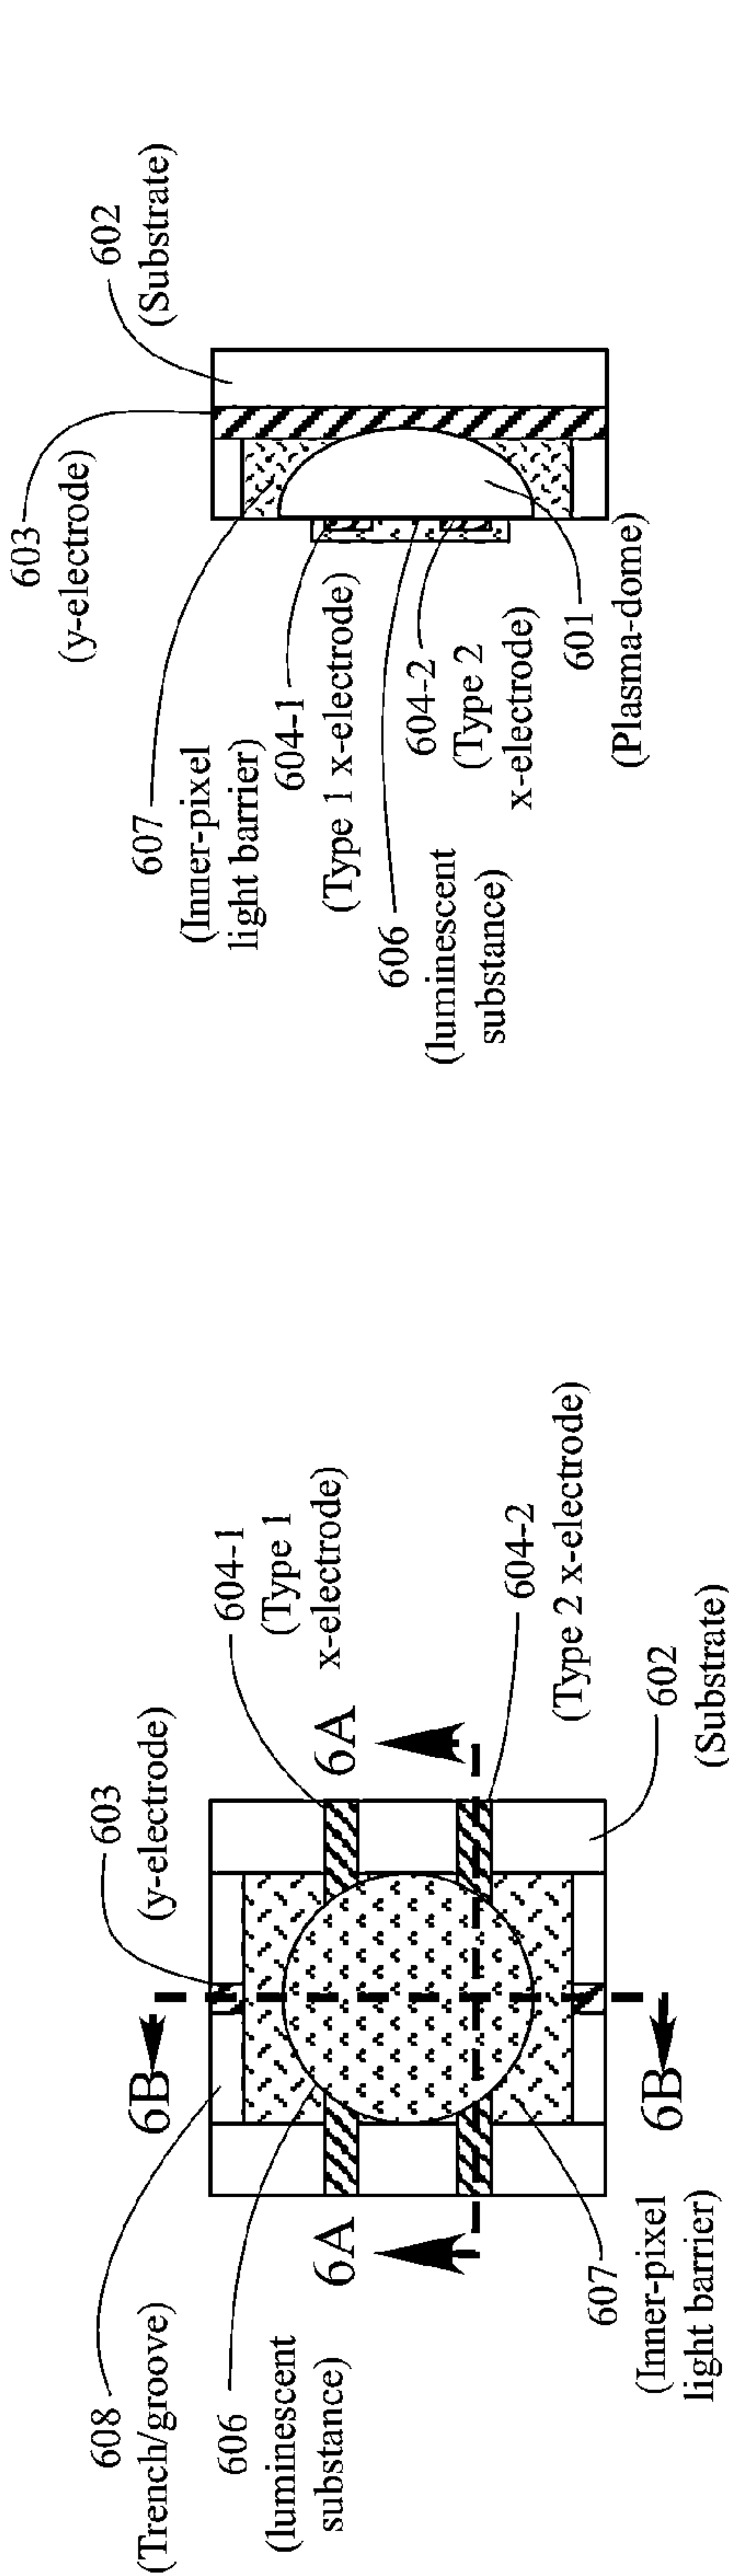 608
(Trench/groove)
606
(luminescent
substance)
6B
6A
603
(y-electrode)
604-1
(Type 1
x-electrode)
6A
604-2
(Type 2 x-electrode)
602
(Substrate)
6B
607
(Inner-pixel
light barrier)
603
(y-electrode)
602
(Substrate)
607
(Inner-pixel
light barrier)
604-1
(Type 1 x-electrode)
606
(luminescent
substance)
604-2
(Type 2
x-electrode)
601
(Plasma-dome)